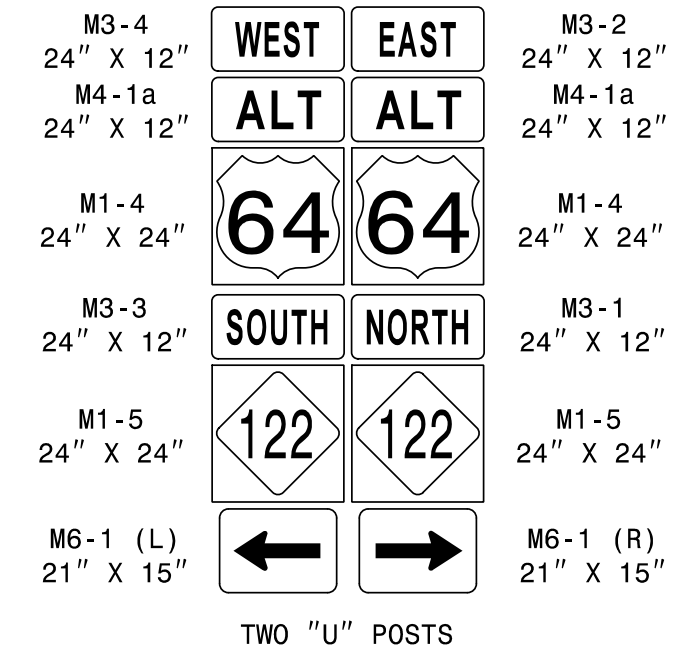 M3-4 WEST EAST M3-2
24" X 12" 24" X 12"
M4-1a ALT ALT M4-1a
24" X 12" 24" X 12"
M1-4 64 64 M1-4
24" X 24" 24" X 24"
M3-3 SOUTH NORTH M3-1
24" X 12" 24" X 12"
M1-5 122 122 M1-5
24" X 24" 24" X 24"
M6-1 (L) M6-1 (R)
21" X 15" 21" X 15"
TWO "U" POSTS